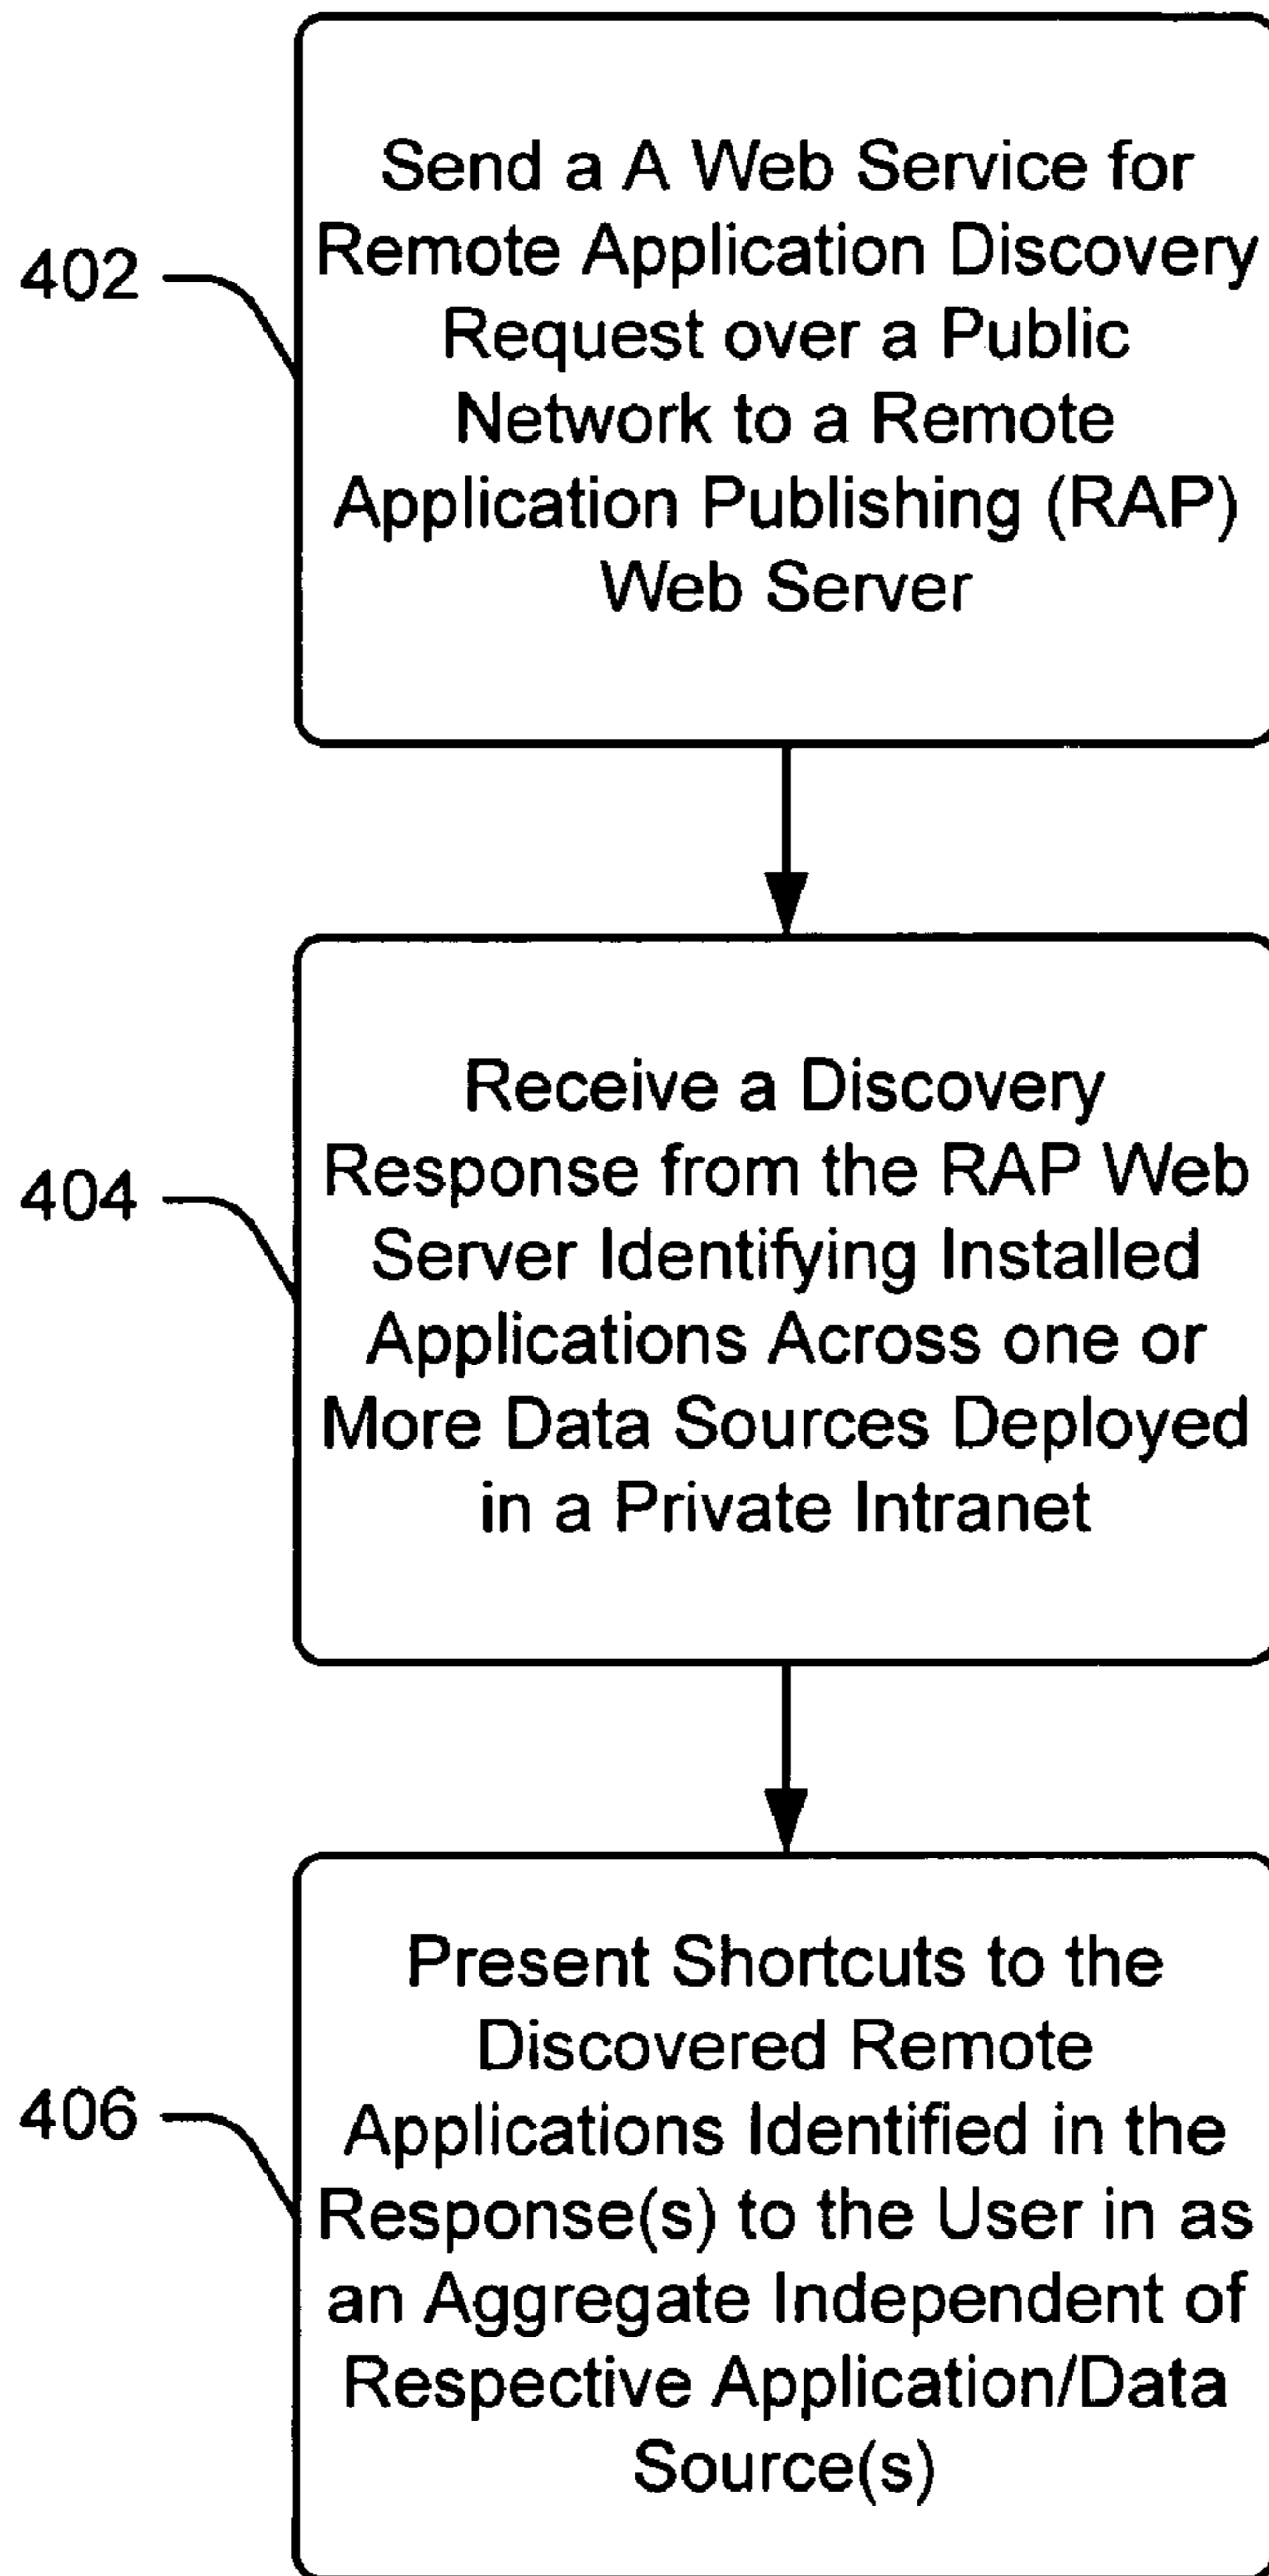 Send a A Web Service for
Remote Application Discovery
Request over a Public
Network to a Remote
Application Publishing (RAP)
Web Server
402
Receive a Discovery
Response from the RAP Web
Server Identifying Installed
Applications Across one or
More Data Sources Deployed
in a Private Intranet
404
Present Shortcuts to the
Discovered Remote
Applications Identified in the
Response(s) to the User in as
an Aggregate Independent of
Respective Application/Data
Source(s)
406